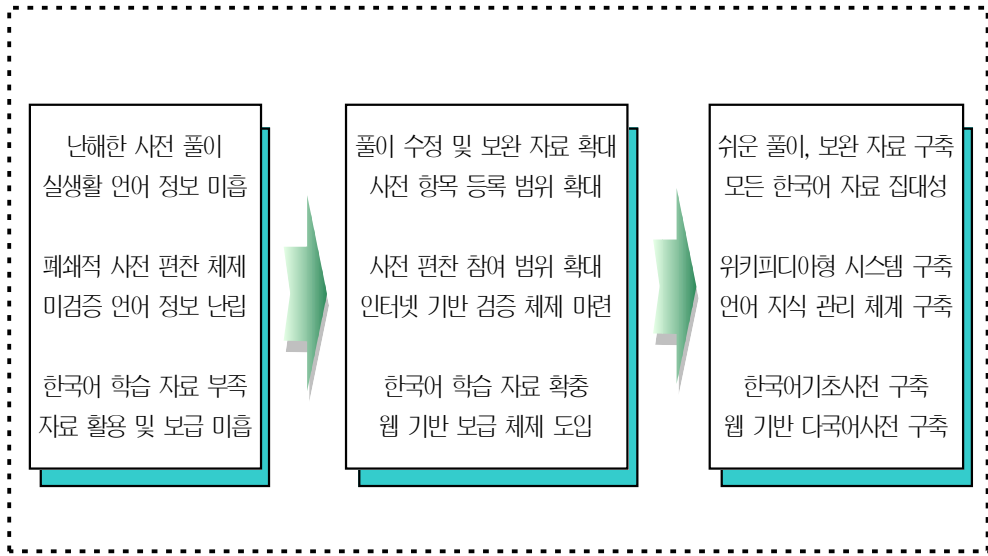 난해한 사전 풀이
실생활 언어 정보 미흡
폐쇄적 사전 편찬 체제
미검증 언어 정보 난립
한국어 학습 자료 부족
자료 활용 및 보급 미흡
풀이 수정 및 보완 자료 확대
사전 항목 등록 범위 확대
사전 편찬 참여 범위 확대
인터넷 기반 검증 체제 마련
한국어 학습 자료 확충
웹 기반 보급 체제 도입
쉬운 풀이, 보완 자료 구축
모든 한국어 자료 집대성
위키피디아형 시스템 구축
언어 지식 관리 체계 구축
한국어기초사전 구축
웹 기반 다국어사전 구축